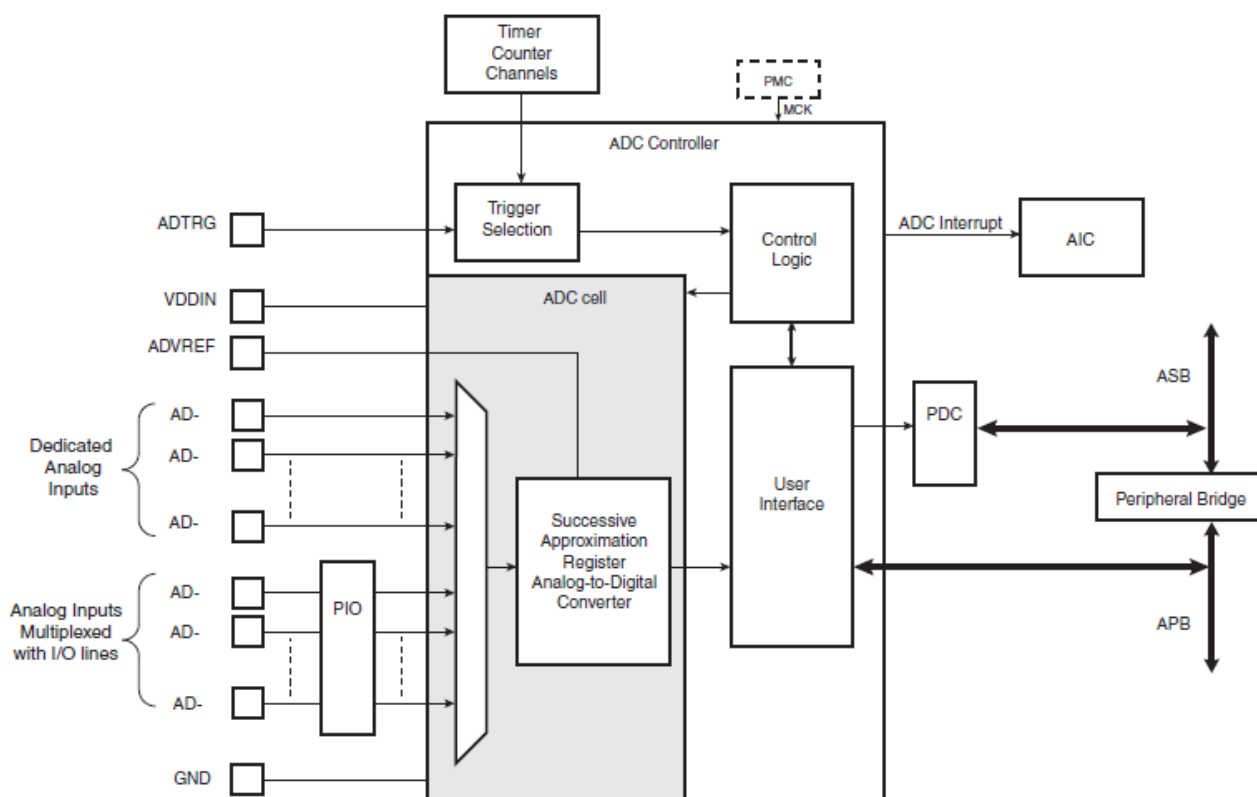 Timer
Counter
Channels
PMC
MCK
ADC Controller
ADTRG
Trigger
Selection
Control
Logic
ADC Interrupt
AIC
VDDIN
ADC cell
ADVREF
ASB
Dedicated
Analog
Inputs
AD-
AD-
AD-
PDC
User
Interface
Peripheral Bridge
Successive
Approximation
Register
Analog-to-Digital
Converter
Analog Inputs
Multiplexed
with I/O lines
AD-
AD-
AD-
PIO
APB
GND